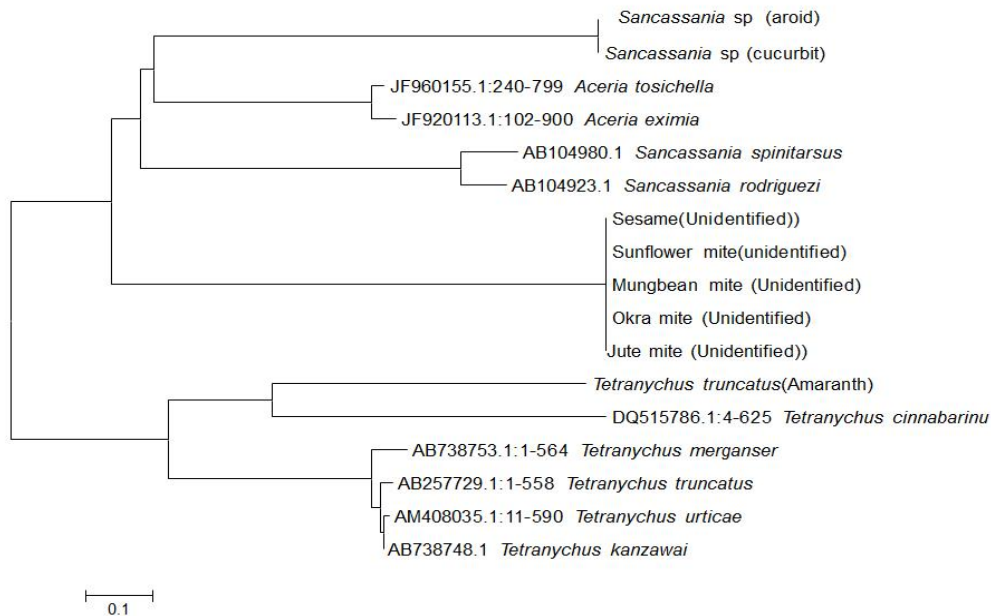 Sancassania sp (aroid)
Sancassania sp (cucurbit)
JF960155.1:240-799 Aceria tosichella
JF920113.1:102-900 Aceria eximia
AB104980.1 Sancassania spinitarsus
AB104923.1 Sancassania rodriguezi
Sesame(Unidentified))
Sunflower mite(unidentified)
Mungbean mite (Unidentified)
Okra mite (Unidentified)
Jute mite (Unidentified))
Tetranychus truncatus(Amaranth)
DQ515786.1:4-625 Tetranychus cinnabarinu
AB738753.1:1-564 Tetranychus merganser
AB257729.1:1-558 Tetranychus truncatus
AM408035.1:11-590 Tetranychus urticae
AB738748.1 Tetranychus kanzawai
0.1